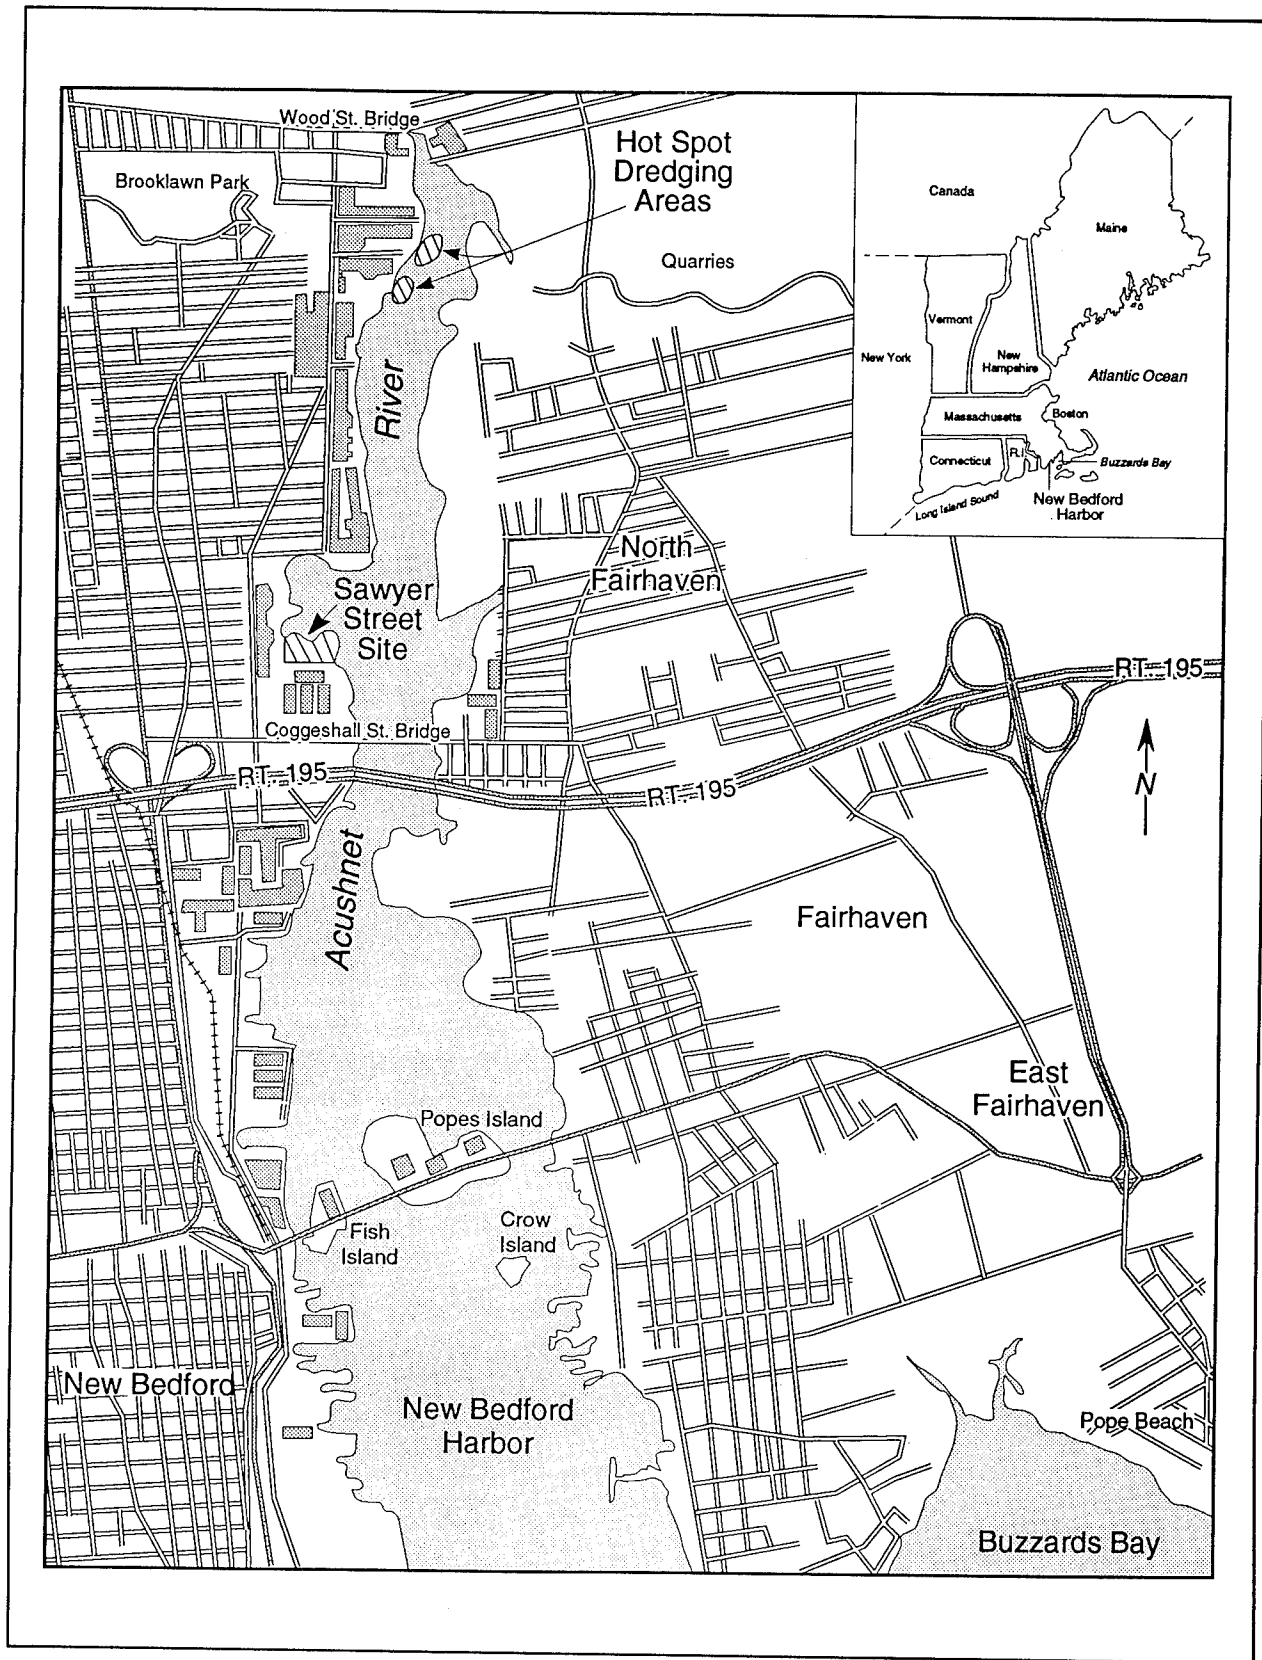 Wood St. Bridge
Hot Spot
Dredging
Areas
Brooklawn Park
Quarries
Canada
Maine
Vermont
New York
New
Hampshire
Atlantic Ocean
Massachusetts
Boston
Connecticut
R.I.
Buzzards Bay
Long Island Sound
New Bedford
Harbor
River
North
Fairhaven
Sawyer
Street
Site
RT. 195
Coggeshall St. Bridge
RT. 195
RT. 195
N
Acushnet
Fairhaven
East
Fairhaven
Popes Island
Fish
Island
Crow
Island
New Bedford
New Bedford
Harbor
Pope Beach
Buzzards Bay